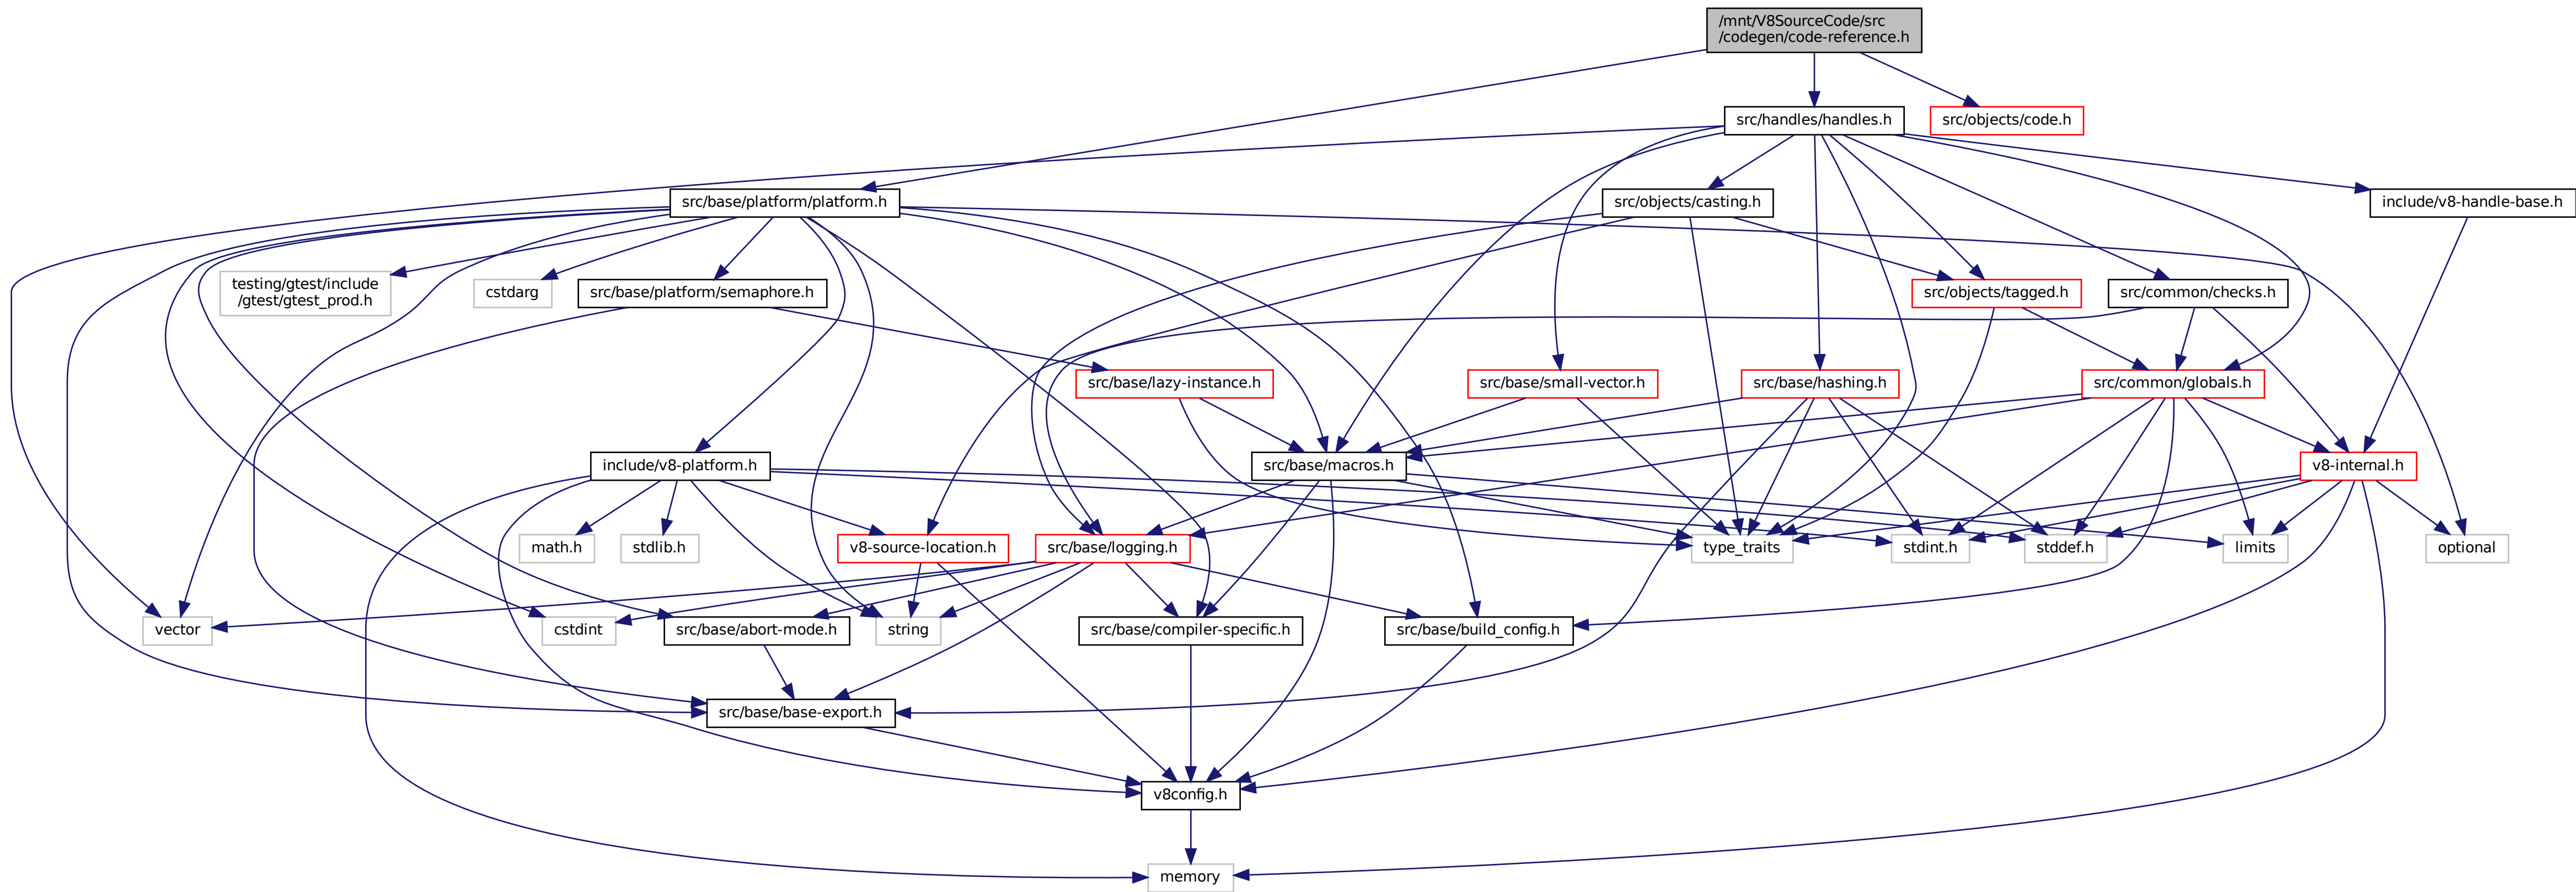 /mnt/V8SourceCode/src
/codegen/code-reference.h
src/handles/handles.h
src/objects/code.h
src/base/platform/platform.h
src/objects/casting.h
include/v8-handle-base.h
testing/gtest/include
/gtest/gtest_prod.h
cstdarg
src/base/platform/semaphore.h
src/objects/tagged.h
src/common/checks.h
src/base/lazy-instance.h
src/base/small-vector.h
src/base/hashing.h
src/common/globals.h
include/v8-platform.h
src/base/macros.h
v8-internal.h
math.h
stdlib.h
v8-source-location.h
src/base/logging.h
type_traits
stdint.h
stddef.h
limits
optional
vector
cstdint
src/base/abort-mode.h
string
src/base/compiler-specific.h
src/base/build_config.h
src/base/base-export.h
v8config.h
memory